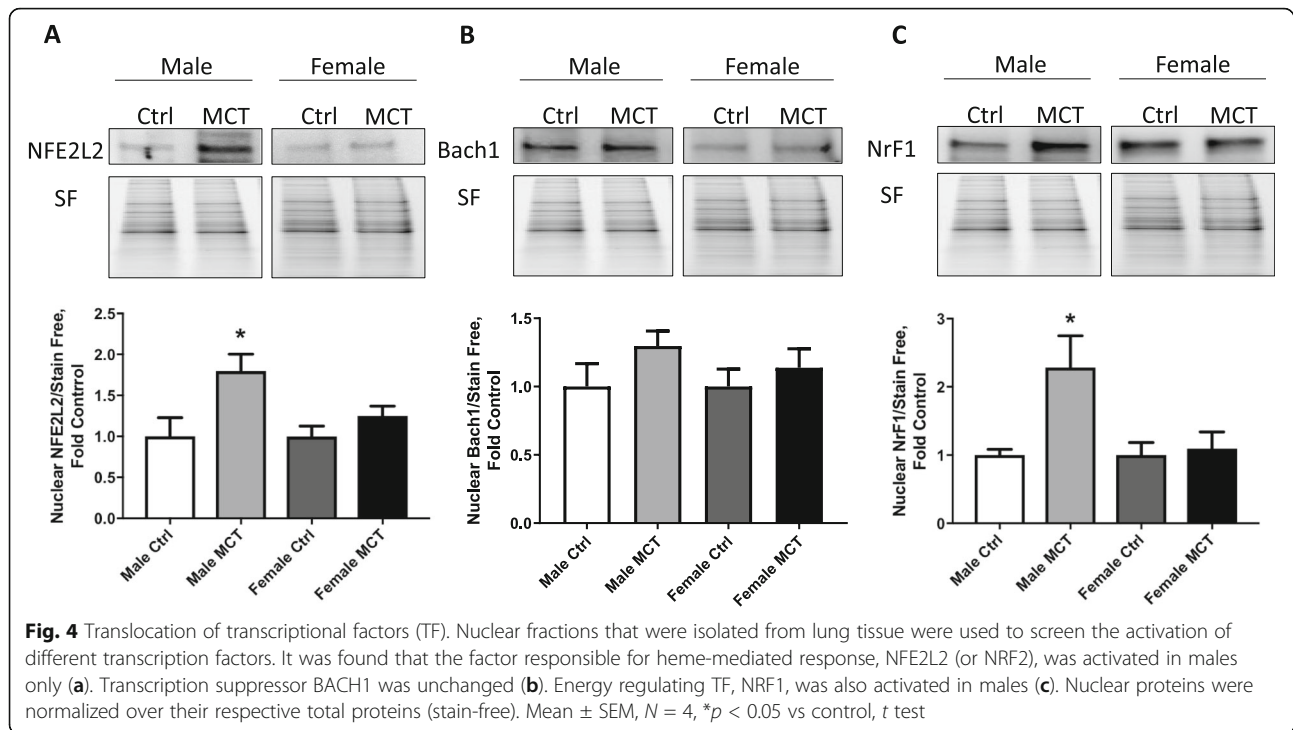 A
Male Female
Ctrl MCT Ctrl MCT
NFE2L2
SF
Nuclear NFE2L2/Stain Free,
Fold Contrrol
2.5
2.0
1.5
1.0
0.5
0.0
*
Male Ctrl
Male MCT
Female Ctrl
Female MCT
B
Male Female
Ctrl MCT Ctrl MCT
Bach1
SF
Nuclear Bach1/Stain Free,
Fold Control
1.5
1.0
0.5
0.0
Male Ctrl
Male MCT
Female Ctrl
Female MCT
C
Male Female
Ctrl MCT Ctrl MCT
NrF1
SF
Nuclear NrF1/Stain Free,
Fold Control
3
2
1
0
*
Male Ctrl
Male MCT
Female Ctrl
Female MCT
Fig. 4 Translocation of transcriptional factors (TF). Nuclear fractions that were isolated from lung tissue were used to screen the activation of
different transcription factors. It was found that the factor responsible for heme-mediated response, NFE2L2 (or NRF2), was activated in males
only (a). Transcription suppressor BACH1 was unchanged (b). Energy regulating TF, NRF1, was also activated in males (c). Nuclear proteins were
normalized over their respective total proteins (stain-free). Mean ± SEM, N = 4, *p < 0.05 vs control, t test